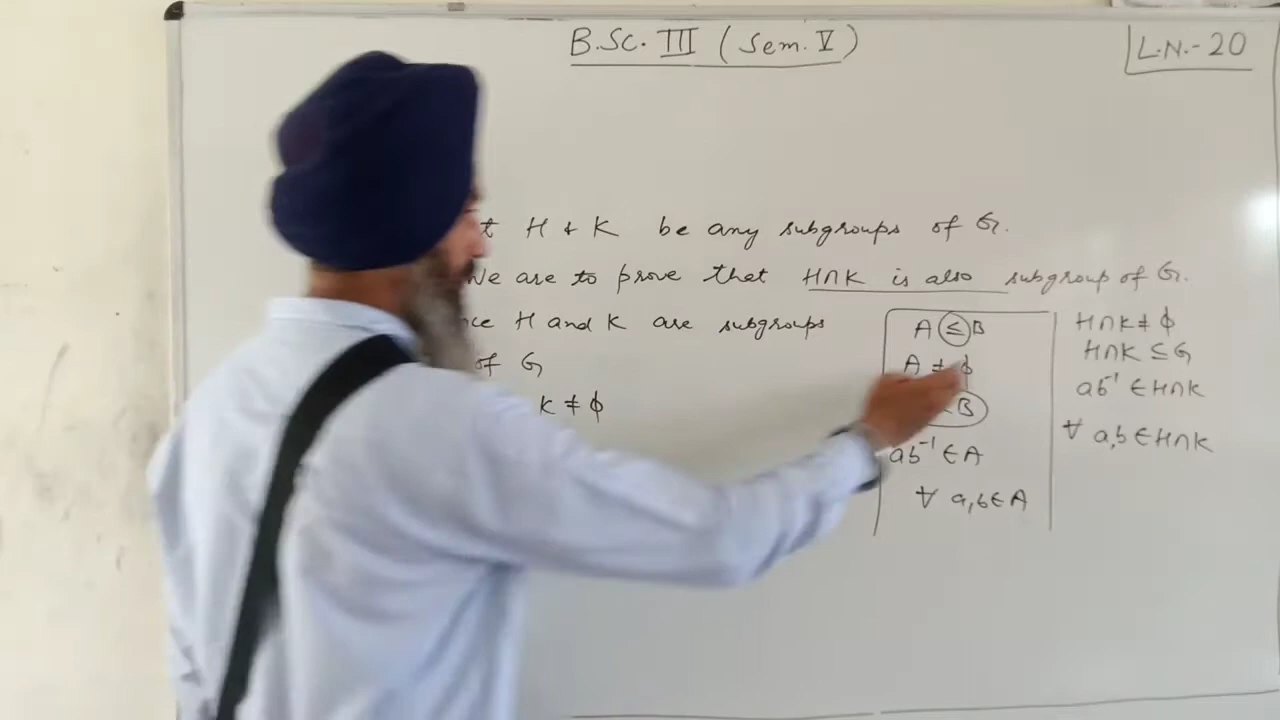 B.Sc. III (Sem. V)
L.N.-20
H & K be any subgroups of G.
We are to prove that H∩K is also subgroup of G.
H and K are subgroups
of G
K ≠ ϕ
A ≤ B
A ≠ ϕ
B
ab⁻¹ ∈ A
∀ a,b ∈ A
H∩K ≠ ϕ
H∩K ⊆ G
ab⁻¹ ∈ H∩K
∀ a,b ∈ H∩K